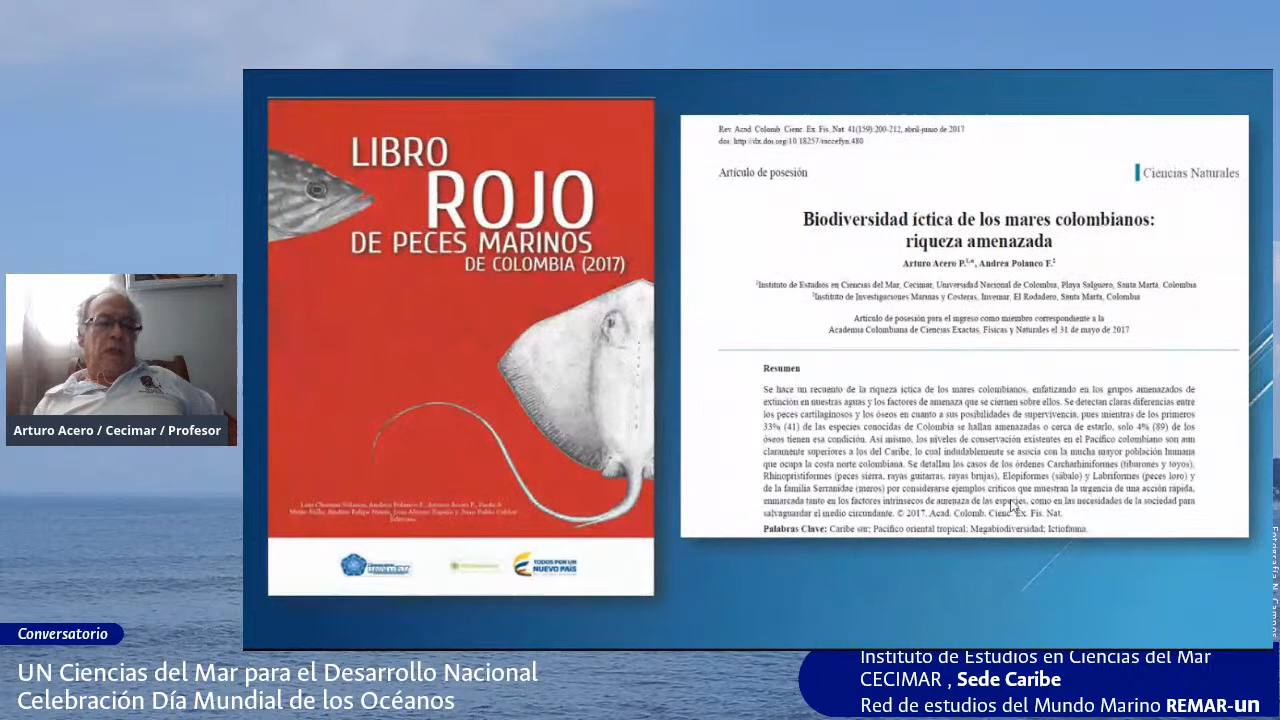 LIBRO
ROJO
DE PECES MARINOS
DE COLOMBIA (2017)
Editores
TODOS POR UN
NUEVO PAÍS
Rev. Acad. Colomb. Cienc. Ex. Fis. Nat. 41(159):200-212, abril-junio de 2017
doi: http://dx.doi.org/10.18257/raccefyn.480
Artículo de posesión
Ciencias Naturales
Biodiversidad íctica de los mares colombianos:
riqueza amenazada
Arturo Acero P.¹,*, Andrea Polanco F.²
¹Instituto de Estudios en Ciencias del Mar, Cecimar, Universidad Nacional de Colombia, Playa Salguero, Santa Marta, Colombia
²Instituto de Investigaciones Marinas y Costeras, Invemar, El Rodadero, Santa Marta, Colombia
Artículo de posesión para el ingreso como miembro correspondiente a la
Academia Colombiana de Ciencias Exactas, Físicas y Naturales el 31 de mayo de 2017
Resumen
Se hace un recuento de la riqueza íctica de los mares colombianos, enfatizando en los grupos amenazados de
extinción en nuestras aguas y los factores de amenaza que se ciernen sobre ellos. Se detectan claras diferencias entre
los peces cartilaginosos y los óseos en cuanto a sus posibilidades de supervivencia, pues mientras de los primeros
33% (41) de las especies conocidas de Colombia se hallan amenazadas o cerca de estarlo, solo 4% (89) de los
óseos tienen esa condición. Así mismo, los niveles de conservación existentes en el Pacífico colombiano son aun
claramente superiores a los del Caribe, lo cual indudablemente se asocia con la mucha mayor población humana
que ocupa la costa norte colombiana. Se detallan los casos de los órdenes Carcharhiniformes (tiburones y toyos),
Rhinopristiformes (peces sierra, rayas guitarras, rayas brujas), Elopiformes (sábalo) y Labriformes (peces loro) y
de la familia Serranidae (meros) por considerarse ejemplos críticos que muestran la urgencia de una acción rápida,
enmarcada tanto en los factores intrínsecos de amenaza de las especies, como en las necesidades de la sociedad para
salvaguardar el medio circundante. © 2017. Acad. Colomb. Cienc. Ex. Fis. Nat.
Palabras Clave: Caribe sur; Pacífico oriental tropical; Megabiodiversidad; Ictiofauna.
Arturo Acero / Cecimar / Profesor
Conversatorio
UN Ciencias del Mar para el Desarrollo Nacional
Celebración Día Mundial de los Océanos
Instituto de Estudios en Ciencias del Mar
CECIMAR , Sede Caribe
Red de estudios del Mundo Marino REMAR-un